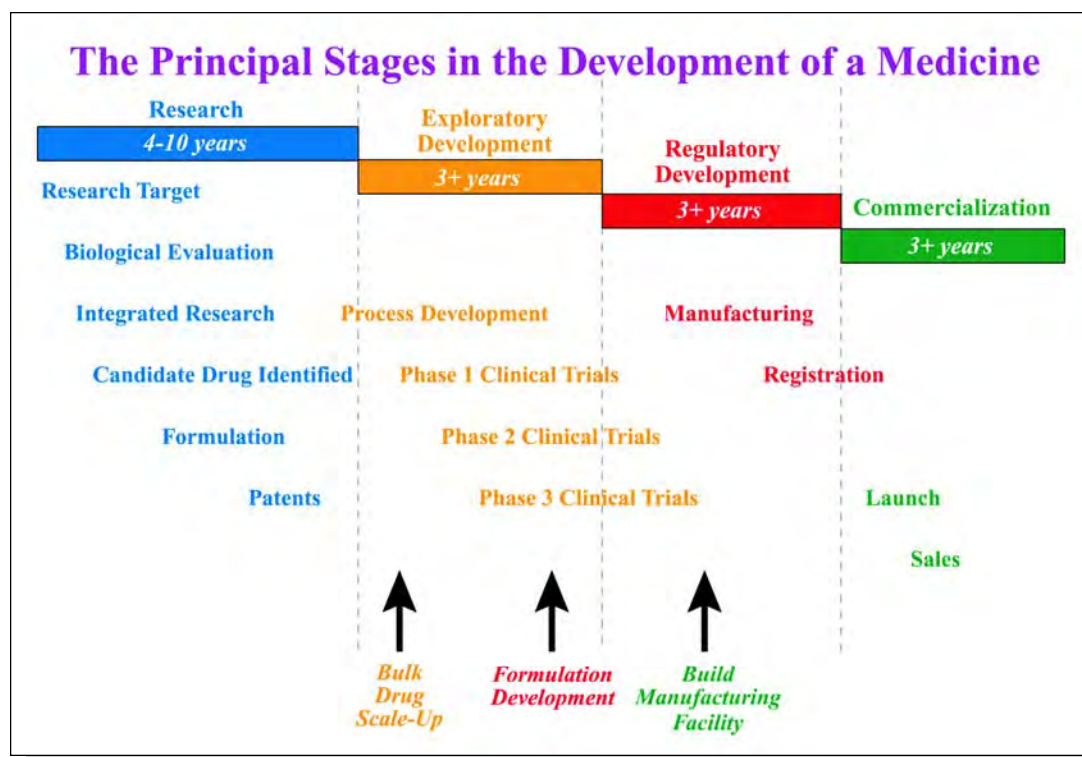 The Principal Stages in the Development of a Medicine
Research
4-10 years
Exploratory
Development
3+ years
Regulatory
Development
3+ years
Commercialization
3+ years
Research Target
Biological Evaluation
Integrated Research
Process Development
Manufacturing
Candidate Drug Identified
Phase 1 Clinical Trials
Registration
Formulation
Phase 2 Clinical Trials
Patents
Phase 3 Clinical Trials
Launch
Sales
Bulk
Drug
Scale-Up
Formulation
Development
Build
Manufacturing
Facility